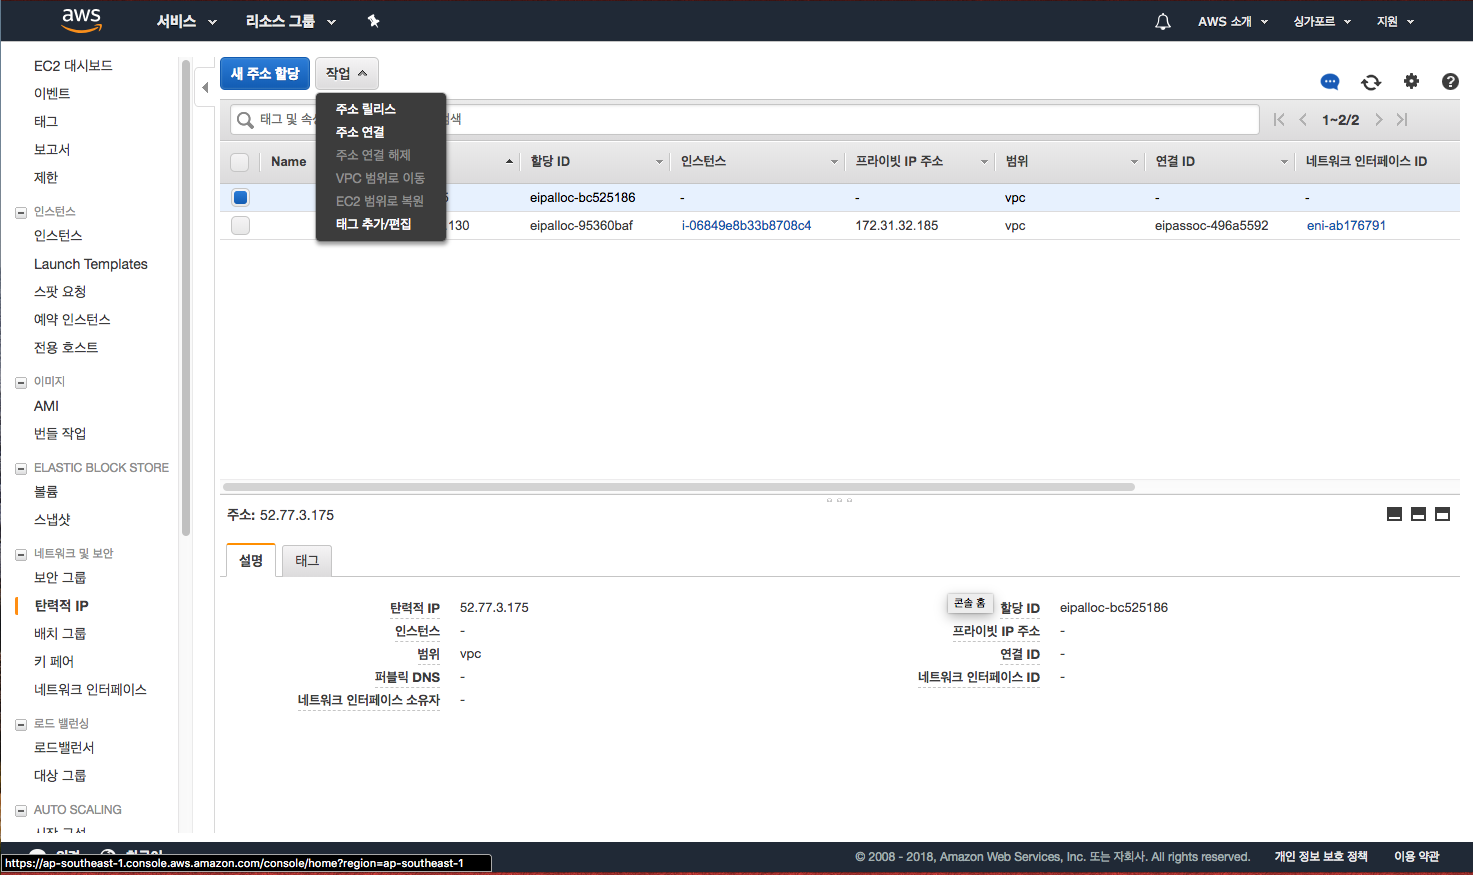 aws 서비스 리소스 그룹 AWS 소개 싱가포르 지원
EC2 대시보드
이벤트
태그
보고서
제한
인스턴스
인스턴스
Launch Templates
스팟 요청
예약 인스턴스
전용 호스트
이미지
AMI
번들 작업
ELASTIC BLOCK STORE
볼륨
스냅샷
네트워크 및 보안
보안 그룹
탄력적 IP
배치 그룹
키 페어
네트워크 인터페이스
로드 밸런싱
로드밸런서
대상 그룹
AUTO SCALING
새 주소 할당 작업
주소 릴리스
주소 연결
주소 연결 해제
VPC 범위로 이동
EC2 범위로 복원
태그 추가/편집
태그 및 속 검색 1~2/2
Name 할당 ID 인스턴스 프라이빗 IP 주소 범위 연결 ID 네트워크 인터페이스 ID
5 eipalloc-bc525186 - - vpc - -
130 eipalloc-95360baf i-06849e8b33b8708c4 172.31.32.185 vpc eipassoc-496a5592 eni-ab176791
주소: 52.77.3.175
설명 태그
탄력적 IP 52.77.3.175
인스턴스 -
범위 vpc
퍼블릭 DNS -
네트워크 인터페이스 소유자 -
콘솔 홈
할당 ID eipalloc-bc525186
프라이빗 IP 주소 -
연결 ID -
네트워크 인터페이스 ID -
https://ap-southeast-1.console.aws.amazon.com/console/home?region=ap-southeast-1
© 2008 - 2018, Amazon Web Services, Inc. 또는 자회사. All rights reserved. 개인 정보 보호 정책 이용 약관